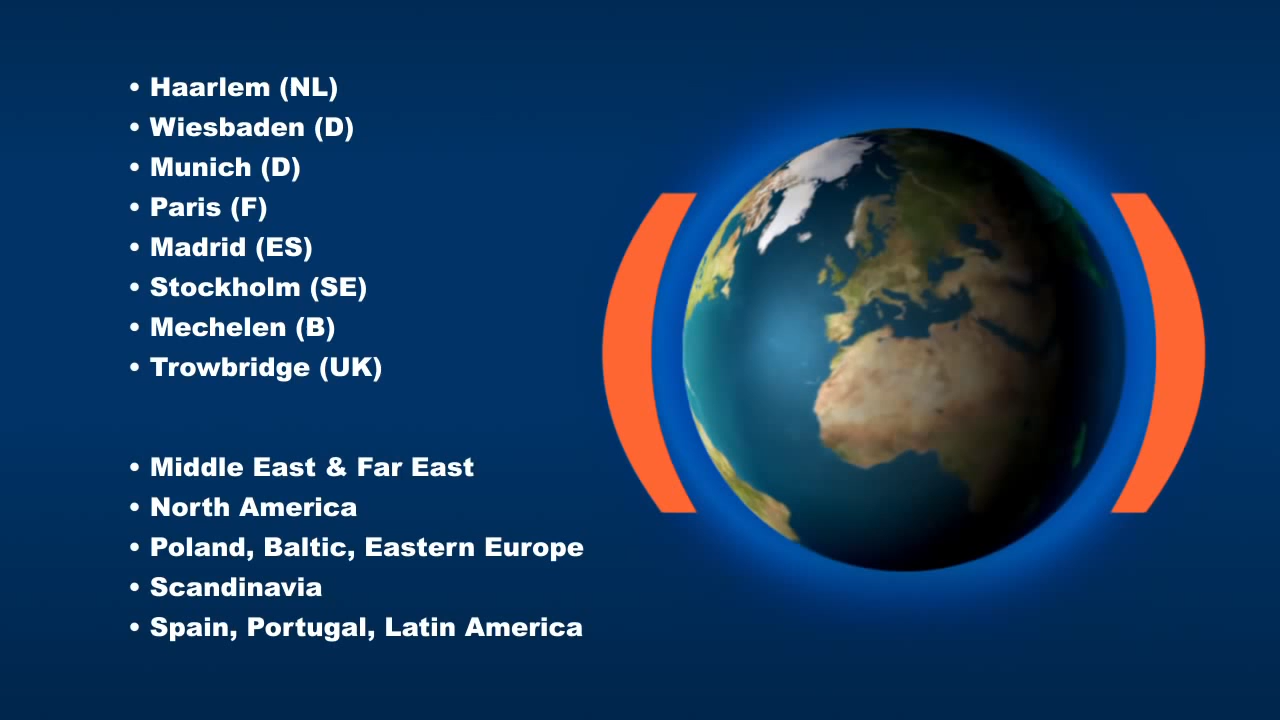 • Haarlem (NL)
• Wiesbaden (D)
• Munich (D)
• Paris (F)
• Madrid (ES)
• Stockholm (SE)
• Mechelen (B)
• Trowbridge (UK)
• Middle East & Far East
• North America
• Poland, Baltic, Eastern Europe
• Scandinavia
• Spain, Portugal, Latin America